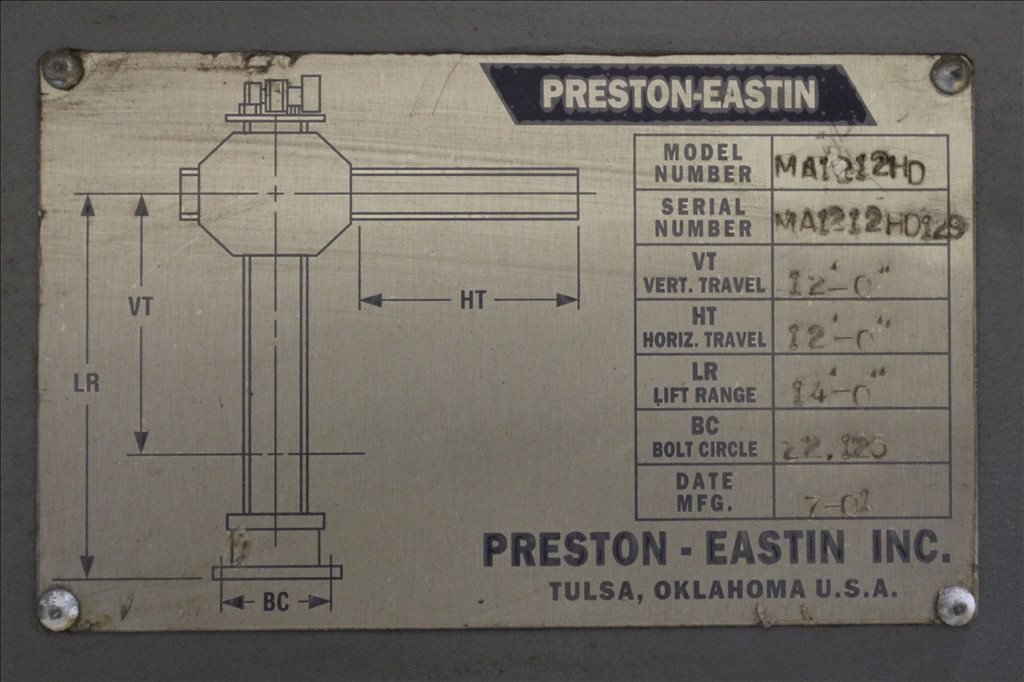 PRESTON-EASTIN
MODEL NUMBER MA1212HD
SERIAL NUMBER MA1212HD129
VT
VERT. TRAVEL 12'-0"
HT
HORIZ. TRAVEL 12'-0"
LR
LIFT RANGE 14'-0"
BC
BOLT CIRCLE 22.125
DATE MFG. 7-01
HT
VT
LR
BC
PRESTON - EASTIN INC.
TULSA, OKLAHOMA U.S.A.